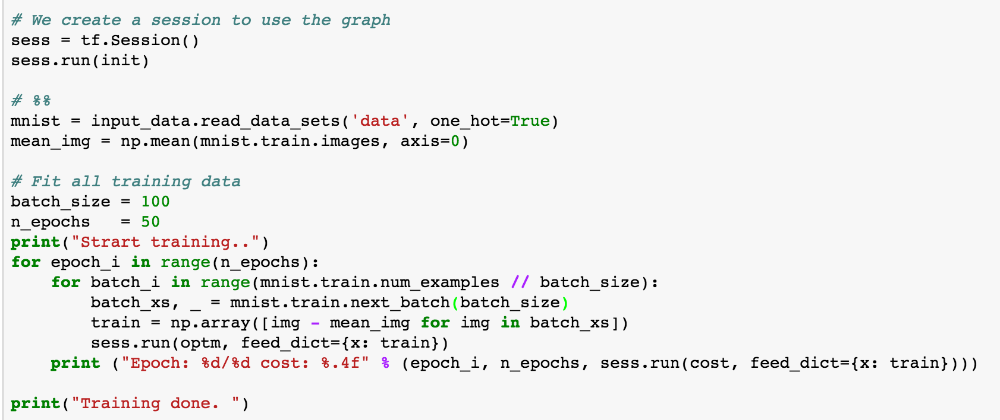 # We create a session to use the graph
sess = tf.Session()
sess.run(init)
# %%
mnist = input_data.read_data_sets('data', one_hot=True)
mean_img = np.mean(mnist.train.images, axis=0)
# Fit all training data
batch_size = 100
n_epochs   = 50
print("Strart training..")
for epoch_i in range(n_epochs):
    for batch_i in range(mnist.train.num_examples // batch_size):
        batch_xs, _ = mnist.train.next_batch(batch_size)
        train = np.array([img - mean_img for img in batch_xs])
        sess.run(optm, feed_dict={x: train})
    print ("Epoch: %d/%d cost: %.4f" % (epoch_i, n_epochs, sess.run(cost, feed_dict={x: train})))
print("Training done. ")